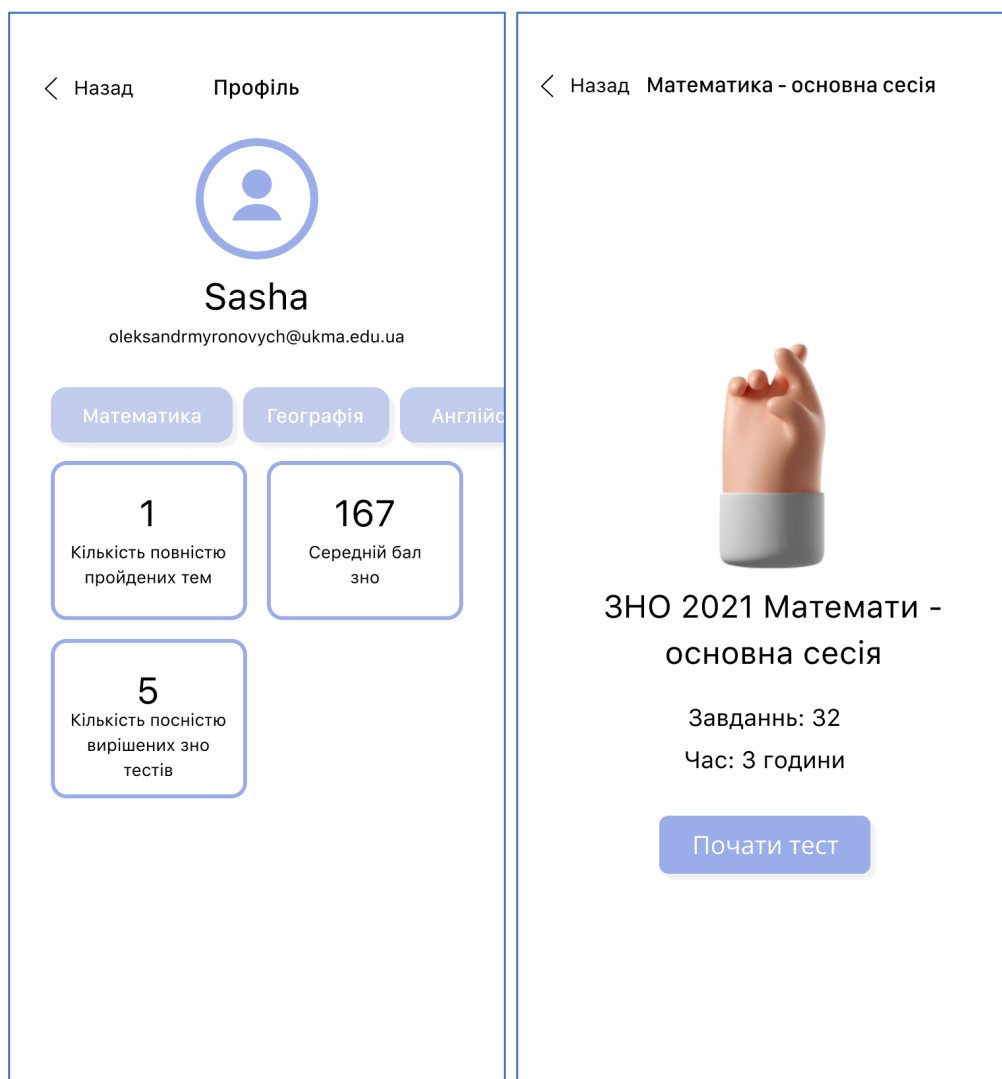 Назад Профіль
Sasha
oleksandrmyronovych@ukma.edu.ua
Математика Географія Англійс
1
Кількість повністю
пройдених тем
167
Середній бал
зно
5
Кількість посністю
вирішених зно
тестів
Назад Математика - основна сесія
ЗНО 2021 Математи -
основна сесія
Завданнь: 32
Час: 3 години
Почати тест